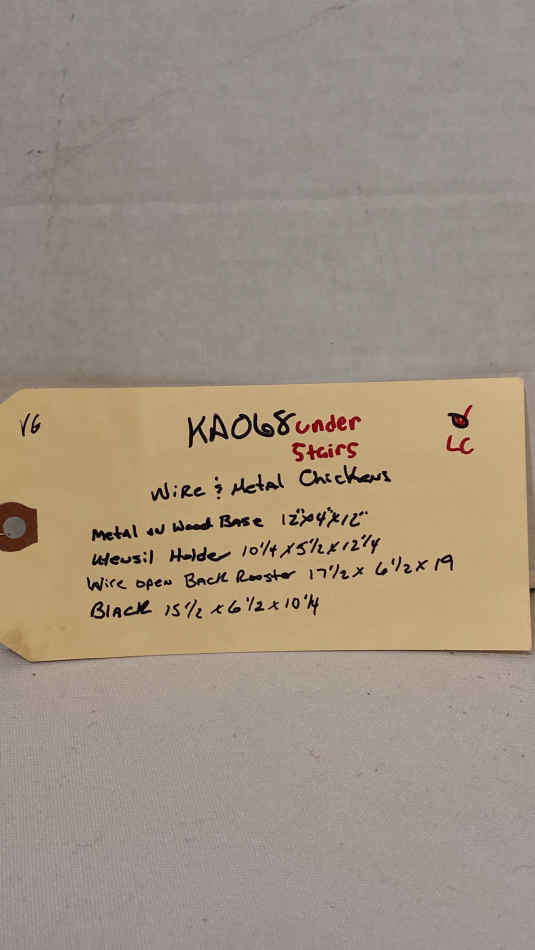 VG
KA068 under
Stairs
LC
Wire & Metal Chickens
Metal on Wood Base 12"x4"x12"
Utensil Holder 10 1/4 x 5 1/2 x 12 1/4
Wire open Back Rooster 17 1/2 x 6 1/2 x 19
Black 15 1/2 x 6 1/2 x 10 1/4